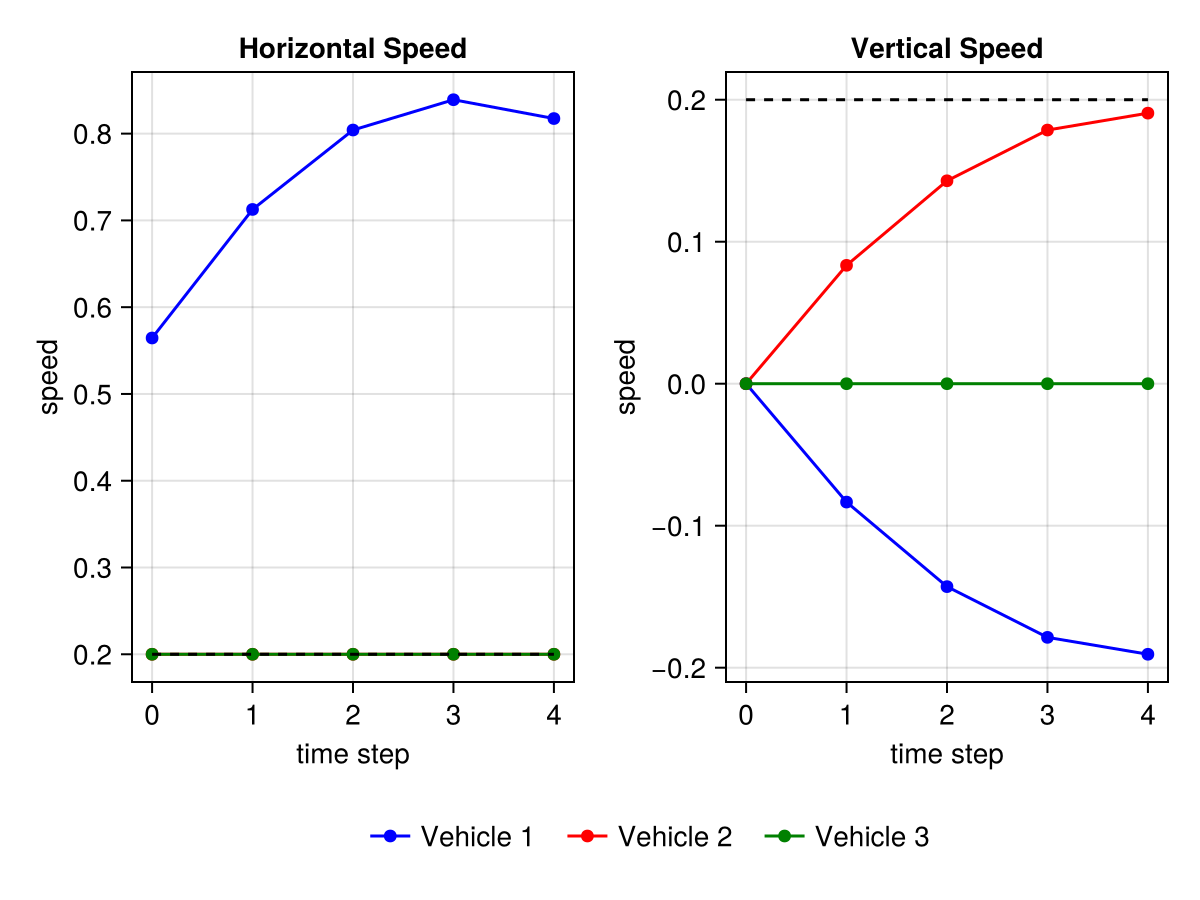 Horizontal Speed
0.8
0.7
0.6
0.5
0.4
0.3
0.2
speed
0 1 2 3 4
time step
Vertical Speed
0.2
0.1
0.0
−0.1
−0.2
speed
0 1 2 3 4
time step
Vehicle 1 Vehicle 2 Vehicle 3